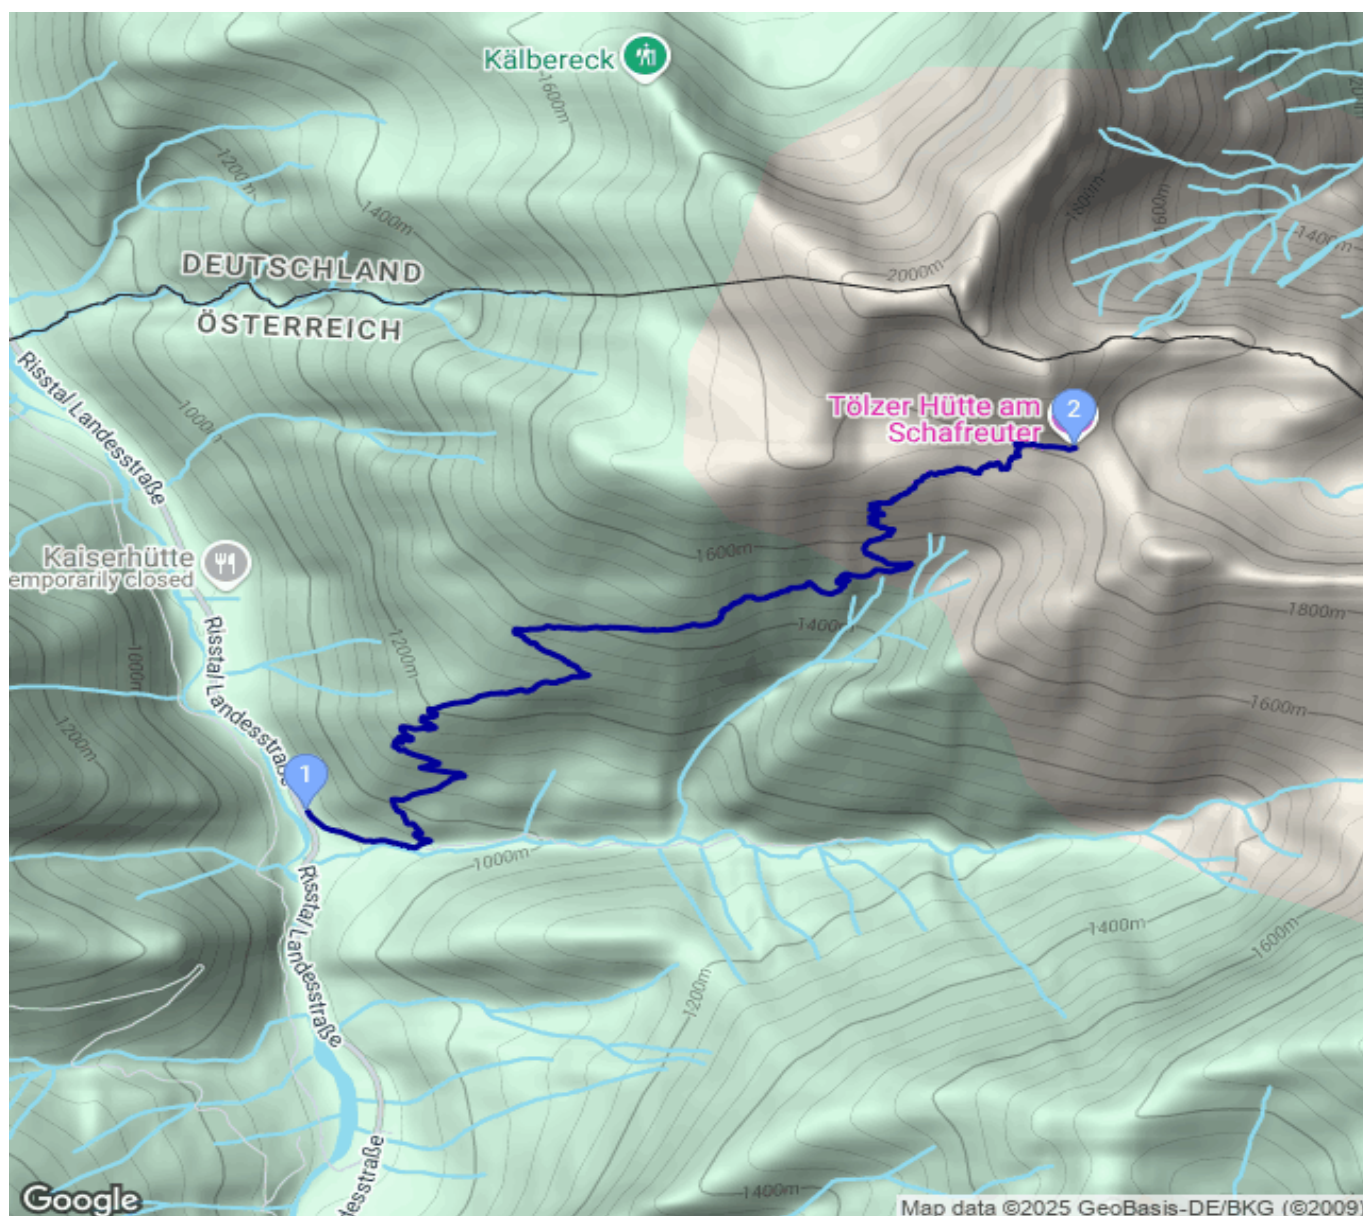 Kälbereck
1600m
200
1200m
1800m
1600m
1400m
1400m
DEUTSCHLAND
2000m
ÖSTERREICH
Risstal Landesstraße
1000m
Tölzer Hütte am
Schafreuter
2
Kaiserhütte
emporarily closed
1600m
1800m
1000m
1200m
1400m
Risstal Landesstraße
1600m
1200m
1
1000m
Risstal Landesstraße
1400m
1600m
1200m
desstraße
1400m
Google
Map data ©2025 GeoBasis-DE/BKG (©2009)